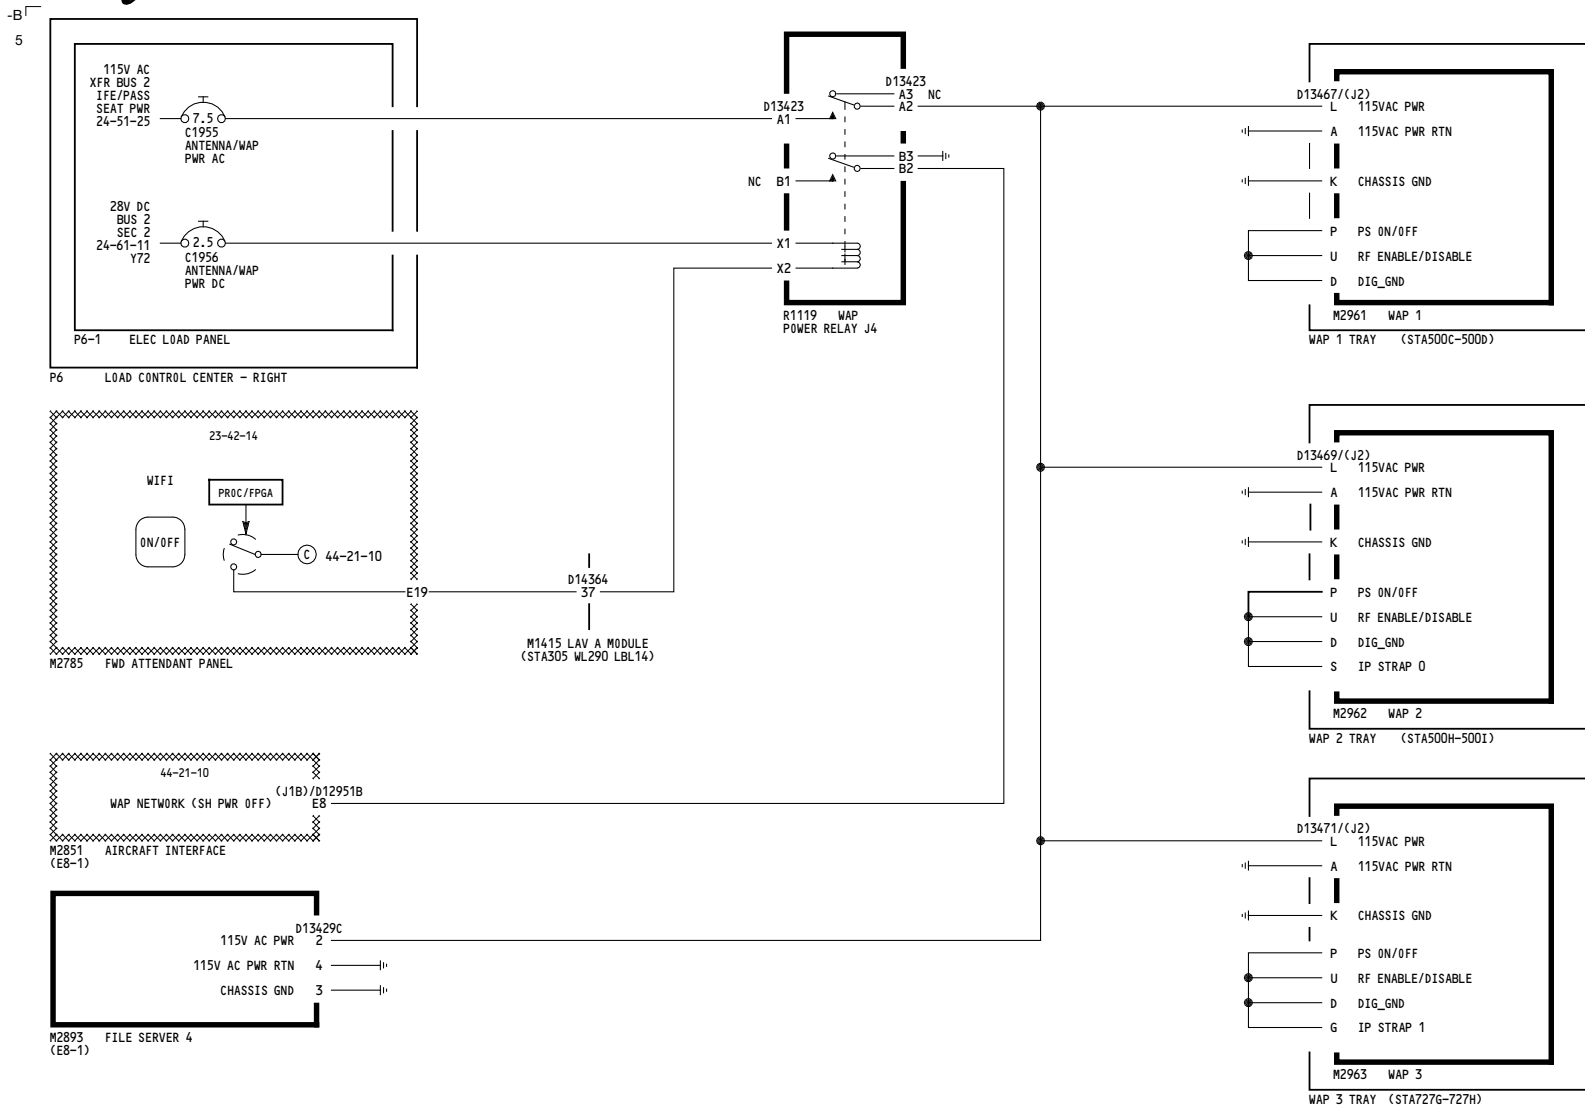 -B
5
115V AC
XFR BUS 2
IFE/PASS
SEAT PWR
24-51-25
7.5
C1955
ANTENNA/WAP
PWR AC
28V DC
BUS 2
SEC 2
24-61-11
Y72
2.5
C1956
ANTENNA/WAP
PWR DC
P6-1 ELEC LOAD PANEL
P6 LOAD CONTROL CENTER - RIGHT
D13423
A1
D13423
A3 NC
A2
B3
B2
NC B1
X1
X2
R1119 WAP
POWER RELAY J4
23-42-14
WIFI
PROC/FPGA
ON/OFF
C 44-21-10
E19
M2785 FWD ATTENDANT PANEL
D14364
37
M1415 LAV A MODULE
(STA305 WL290 LBL14)
44-21-10
(J1B)/D12951B
WAP NETWORK (SH PWR OFF) E8
M2851 AIRCRAFT INTERFACE
(E8-1)
D13429C
115V AC PWR 2
115V AC PWR RTN 4
CHASSIS GND 3
M2893 FILE SERVER 4
(E8-1)
D13467/(J2)
L 115VAC PWR
A 115VAC PWR RTN
K CHASSIS GND
P PS ON/OFF
U RF ENABLE/DISABLE
D DIG_GND
M2961 WAP 1
WAP 1 TRAY (STA500C-500D)
D13469/(J2)
L 115VAC PWR
A 115VAC PWR RTN
K CHASSIS GND
P PS ON/OFF
U RF ENABLE/DISABLE
D DIG_GND
S IP STRAP 0
M2962 WAP 2
WAP 2 TRAY (STA500H-500I)
D13471/(J2)
L 115VAC PWR
A 115VAC PWR RTN
K CHASSIS GND
P PS ON/OFF
U RF ENABLE/DISABLE
D DIG_GND
G IP STRAP 1
M2963 WAP 3
WAP 3 TRAY (STA727G-727H)